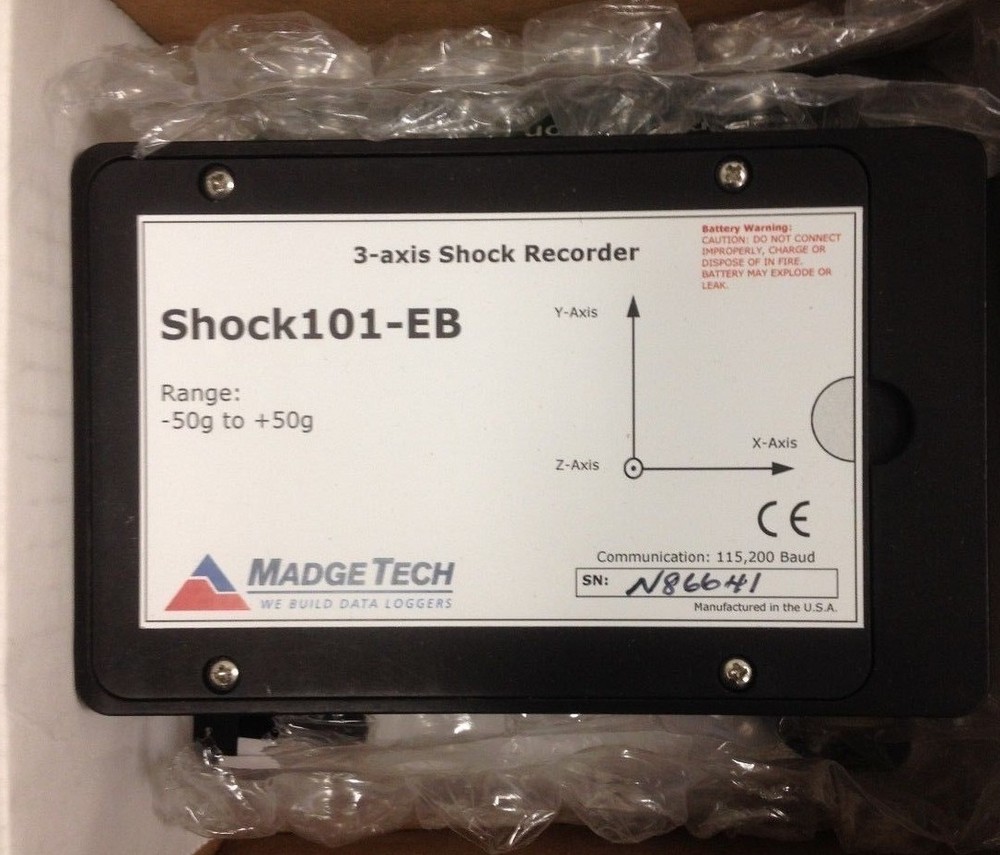 3-axis Shock Recorder
Battery Warning:
CAUTION: DO NOT CONNECT
IMPROPERLY, CHARGE OR
DISPOSE OF IN FIRE.
BATTERY MAY EXPLODE OR
LEAK.
Shock101-EB
Range:
-50g to +50g
Y-Axis
X-Axis
Z-Axis
CE
MADGETECH
WE BUILD DATA LOGGERS
Communication: 115,200 Baud
SN: N86641
Manufactured in the U.S.A.